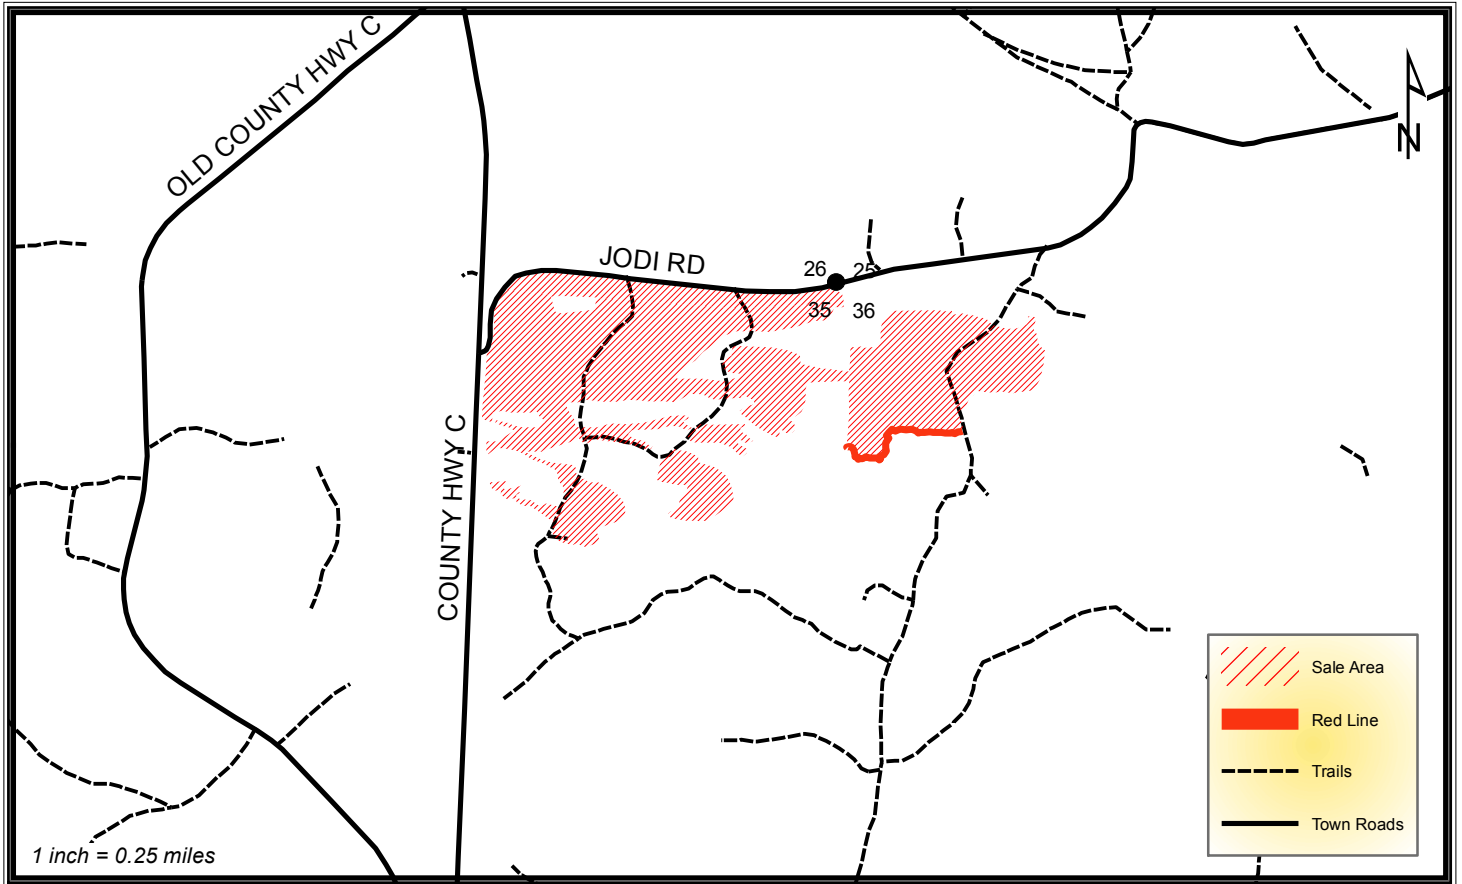 OLD COUNTY HWY C
N
JODI RD
26 25
35 36
COUNTY HWY C
Sale Area
Red Line
Trails
Town Roads
1 inch = 0.25 miles